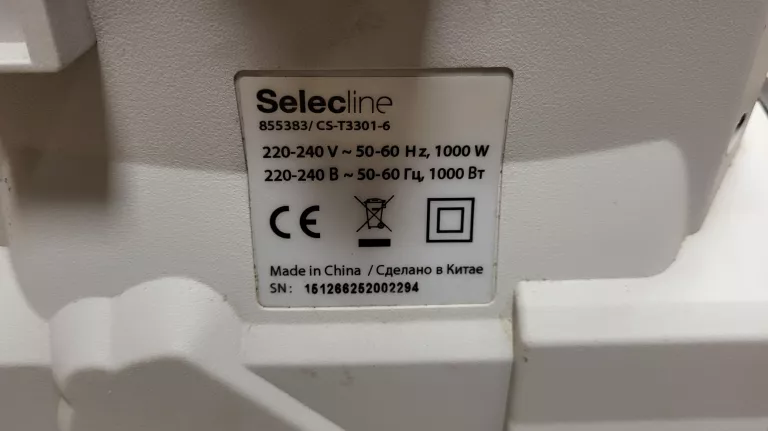 Selecline
855383/ CS-T3301-6
220-240 V ~ 50-60 Hz, 1000 W
220-240 В ~ 50-60 Гц, 1000 Вт
CE
Made in China / Сделано в Китае
SN: 151266252002294